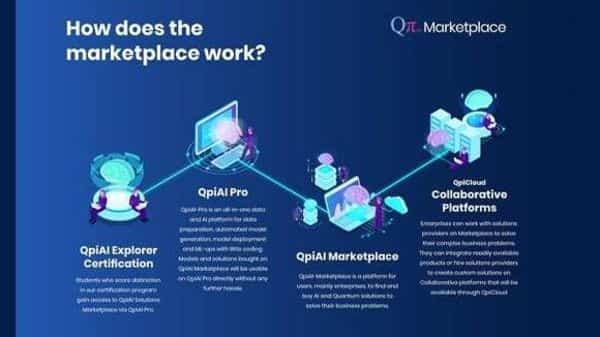 How does the
marketplace work?
Qπ Marketplace
QpiAI Explorer
Certification
Students who score distinction
in our certification program
gain access to QpiAI Solutions
Marketplace via QpiAI Pro.
QpiAI Pro
QpiAI-Pro is an all-in-one data
and AI platform for data
preparation, automated model
generation, model deployment
and ML-ops with little coding.
Models and solutions bought on
QpiAI Marketplace will be usable
on QpiAI Pro directly without any
further hassle.
QpiAI Marketplace
QpiAI-Marketplace is a platform for
users, mainly enterprises, to find and
buy AI and Quantum solutions to
solve their business problems.
QpiCloud
Collaborative
Platforms
Enterprises can work with solutions
providers on Marketplace to solve
their complex business problems.
They can integrate readily available
products or hire solutions providers
to create custom solutions on
Collaborative platforms that will be
available through QpiCloud